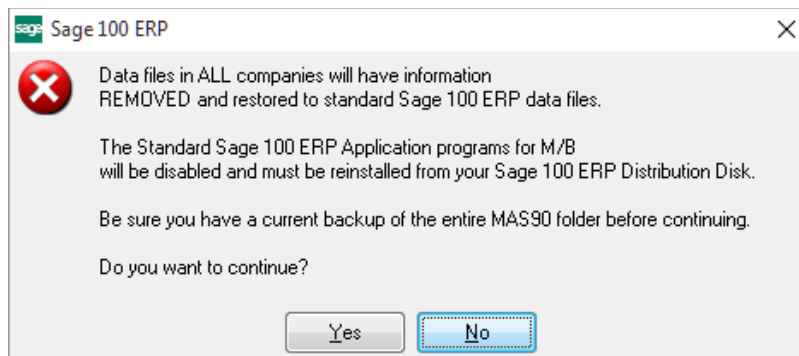 sage Sage 100 ERP
Data files in ALL companies will have information
REMOVED and restored to standard Sage 100 ERP data files.
The Standard Sage 100 ERP Application programs for M/B
will be disabled and must be reinstalled from your Sage 100 ERP Distribution Disk.
Be sure you have a current backup of the entire MAS90 folder before continuing.
Do you want to continue?
Yes No